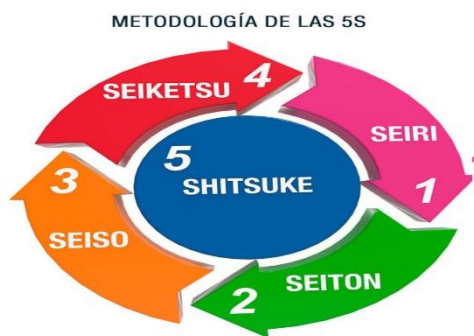 METODOLOGÍA DE LAS 5S
SEIKETSU 4
SEIRI
1
5
SHITSUKE
3
SEISO
SEITON
2